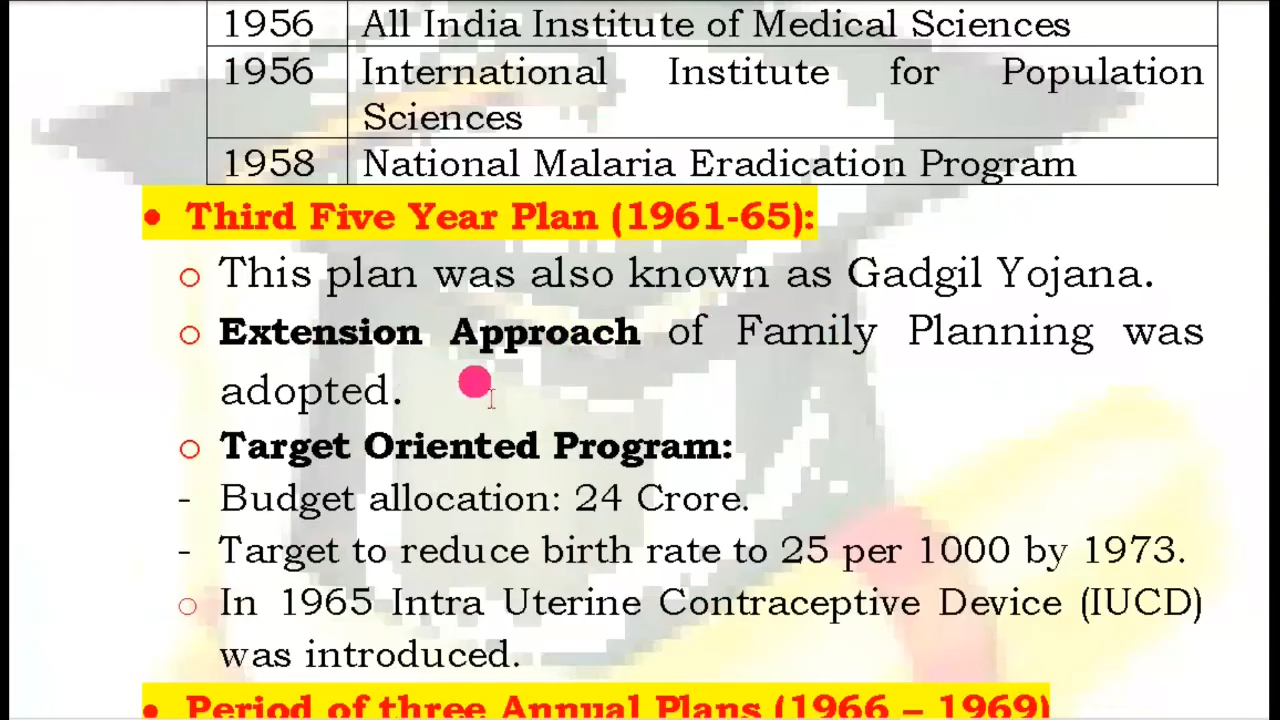 1956 All India Institute of Medical Sciences
1956 International Institute for Population
Sciences
1958 National Malaria Eradication Program
• Third Five Year Plan (1961-65):
o This plan was also known as Gadgil Yojana.
o Extension Approach of Family Planning was
adopted.
o Target Oriented Program:
- Budget allocation: 24 Crore.
- Target to reduce birth rate to 25 per 1000 by 1973.
o In 1965 Intra Uterine Contraceptive Device (IUCD)
was introduced.
• Period of three Annual Plans (1966 – 1969)